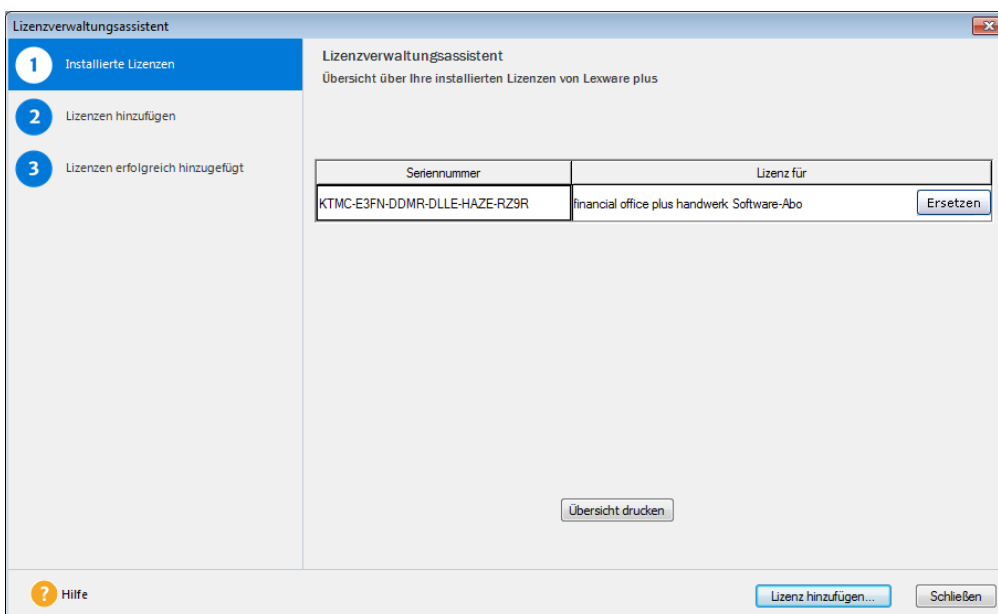 Lizenzverwaltungsassistent
1 Installierte Lizenzen
2 Lizenzen hinzufügen
3 Lizenzen erfolgreich hinzugefügt
Lizenzverwaltungsassistent
Übersicht über Ihre installierten Lizenzen von Lexware plus
Seriennummer Lizenz für
KTMC-E3FN-DDMR-DLLE-HAZE-RZ9R financial office plus handwerk Software-Abo Ersetzen
Übersicht drucken
? Hilfe
Lizenz hinzufügen... Schließen